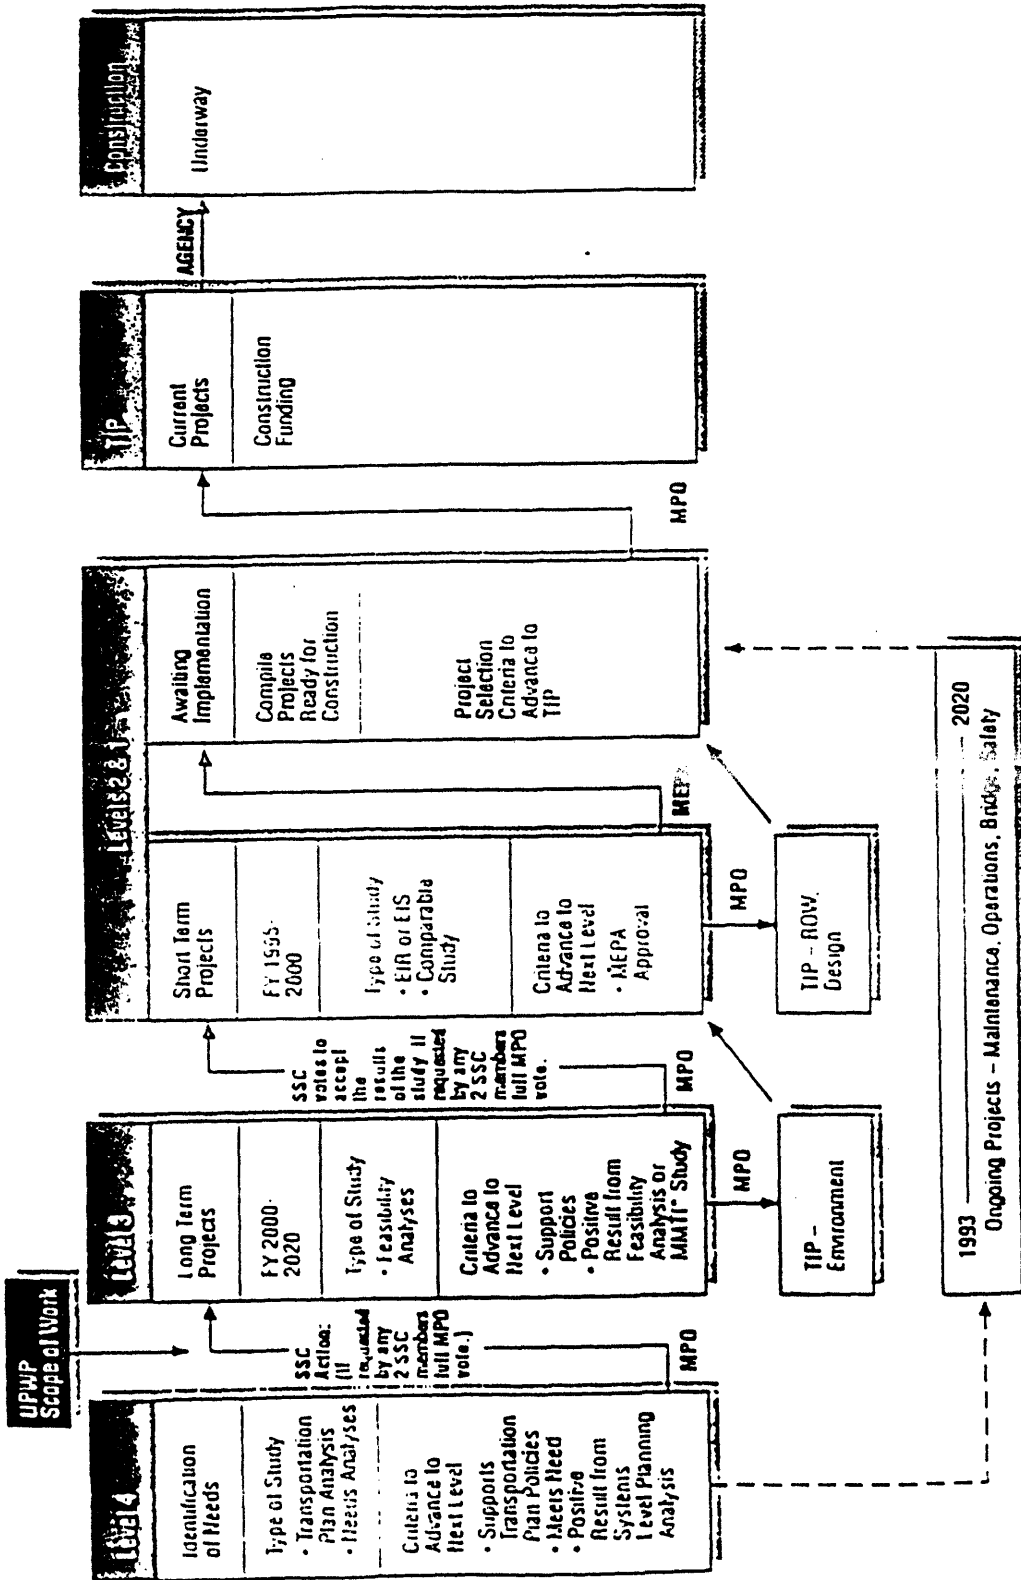 UPWP
Scope of Work
Level 4
Identification
of Needs
Type of Study
• Transportation
Plan Analysis
• Needs Analyses
Criteria to
Advance to
Next Level
• Supports
Transportation
Plan Policies
• Meets Need
• Positive
Result from
Systems
Level Planning
Analysis
SSC
Action:
(If
requested
by any
2 SSC
members
full MPO
vote.)
MPO
Level 3
Long Term
Projects
FY 2000-
2020
Type of Study
• Feasibility
Analyses
Criteria to
Advance to
Next Level
• Support
Policies
• Positive
Result from
Feasibility
Analysis or
MMTI* Study
MPO
TIP -
Environment
SSC
votes to
accept
the
results
of the
study If
requested
by any
2 SSC
members
full MPO
vote.
MPO
Levels 2 & 1
Short Term
Projects
FY 1995-
2000
Type of Study
• EIR or EIS
• Comparable
Study
Criteria to
Advance to
Next Level
• MEPA
Approval
MPO
TIP - ROW,
Design
Awaiting
Implementation
Compile
Projects
Ready for
Construction
Project
Selection
Criteria to
Advance to
TIP
MPO
TIP
Current
Projects
Construction
Funding
AGENCY
Construction
Underway
1993 2020
Ongoing Projects – Maintenance, Operations, Bridge, Safety